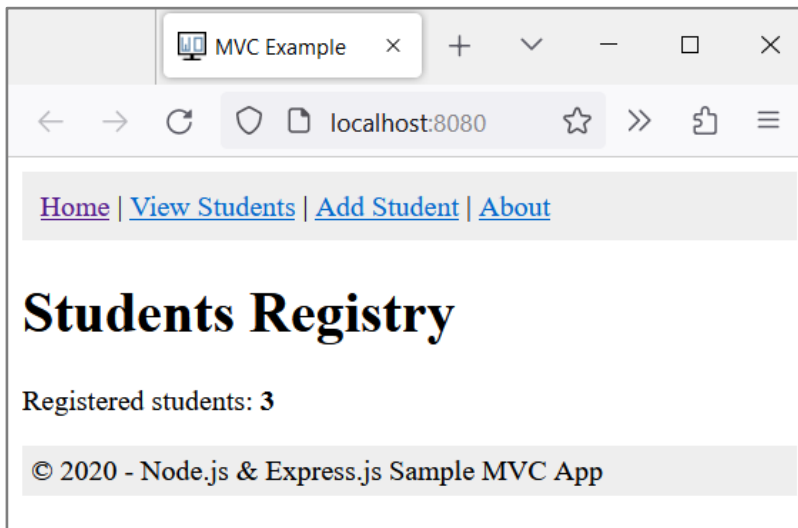 MVC Example
localhost:8080
Home | View Students | Add Student | About
Students Registry
Registered students: 3
© 2020 - Node.js & Express.js Sample MVC App